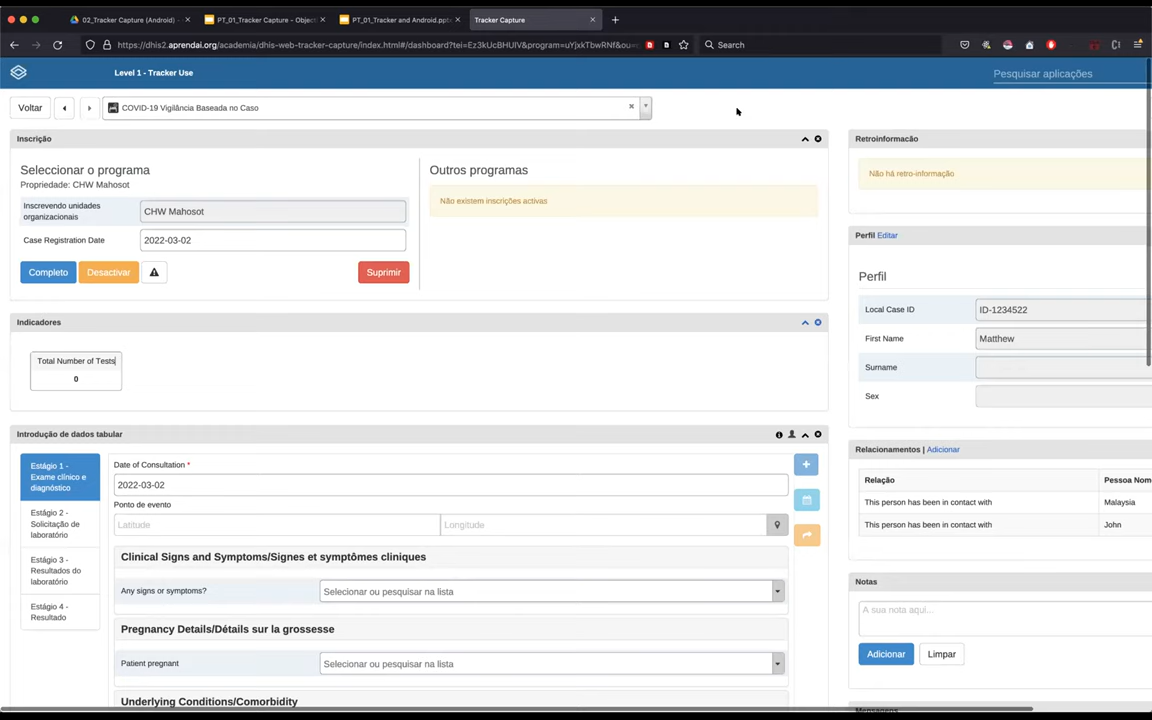 02_Tracker Capture (Android) -
PT_01_Tracker Capture - Object
PT_01_Tracker and Android.ppt
Tracker Capture
https://dhis2.aprendai.org/academia/dhis-web-tracker-capture/index.html#/dashboard?tei=Ez3kUcBHUIV&program=uYjxkTbwRNf&ou=
Search
Level 1 - Tracker Use
Pesquisar aplicações
Voltar
COVID-19 Vigilância Baseada no Caso
Inscrição
Seleccionar o programa
Propriedade: CHW Mahosot
Inscrevendo unidades
organizacionais
CHW Mahosot
Case Registration Date
2022-03-02
Completo
Desactivar
Suprimir
Outros programas
Não existem inscrições activas
Indicadores
Total Number of Tests
0
Introdução de dados tabular
Estágio 1 -
Exame clínico e
diagnóstico
Estágio 2 -
Solicitação de
laboratório
Estágio 3 -
Resultados do
laboratório
Estágio 4 -
Resultado
Date of Consultation *
2022-03-02
Ponto de evento
Latitude
Longitude
Clinical Signs and Symptoms/Signes et symptômes cliniques
Any signs or symptoms?
Selecionar ou pesquisar na lista
Pregnancy Details/Détails sur la grossesse
Patient pregnant
Selecionar ou pesquisar na lista
Underlying Conditions/Comorbidity
Retroinformacão
Não há retro-informação
Perfil Editar
Perfil
Local Case ID
ID-1234522
First Name
Matthew
Surname
Sex
Relacionamentos | Adicionar
Relação
Pessoa Nom
This person has been in contact with
Malaysia
This person has been in contact with
John
Notas
A sua nota aqui...
Adicionar
Limpar
Mensagens